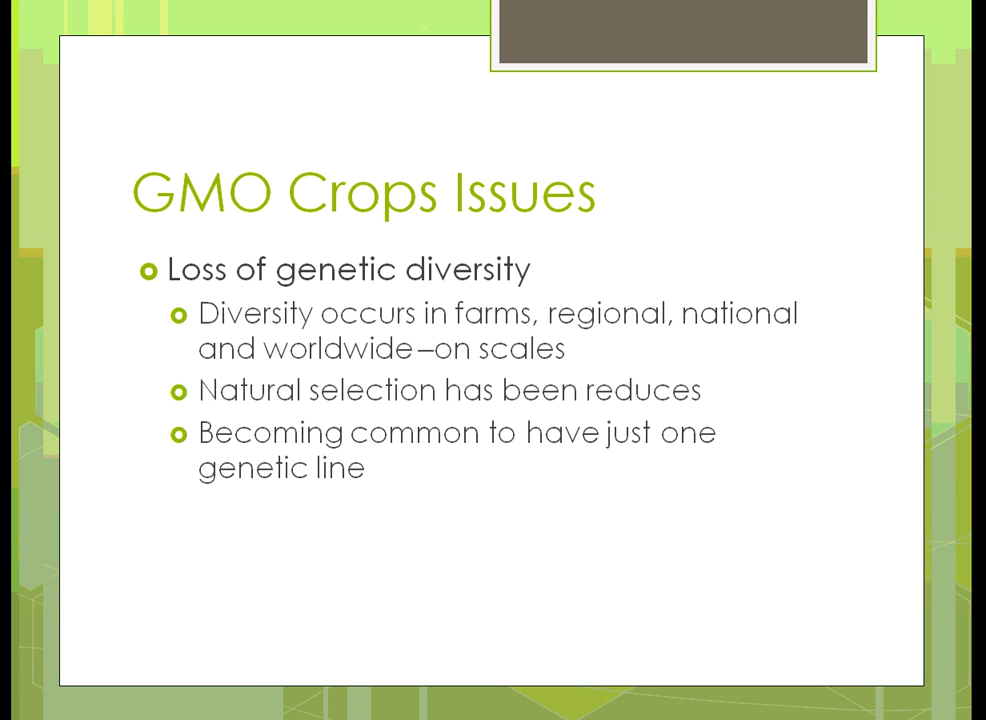 GMO Crops Issues
Loss of genetic diversity
Diversity occurs in farms, regional, national
and worldwide–on scales
Natural selection has been reduces
Becoming common to have just one
genetic line